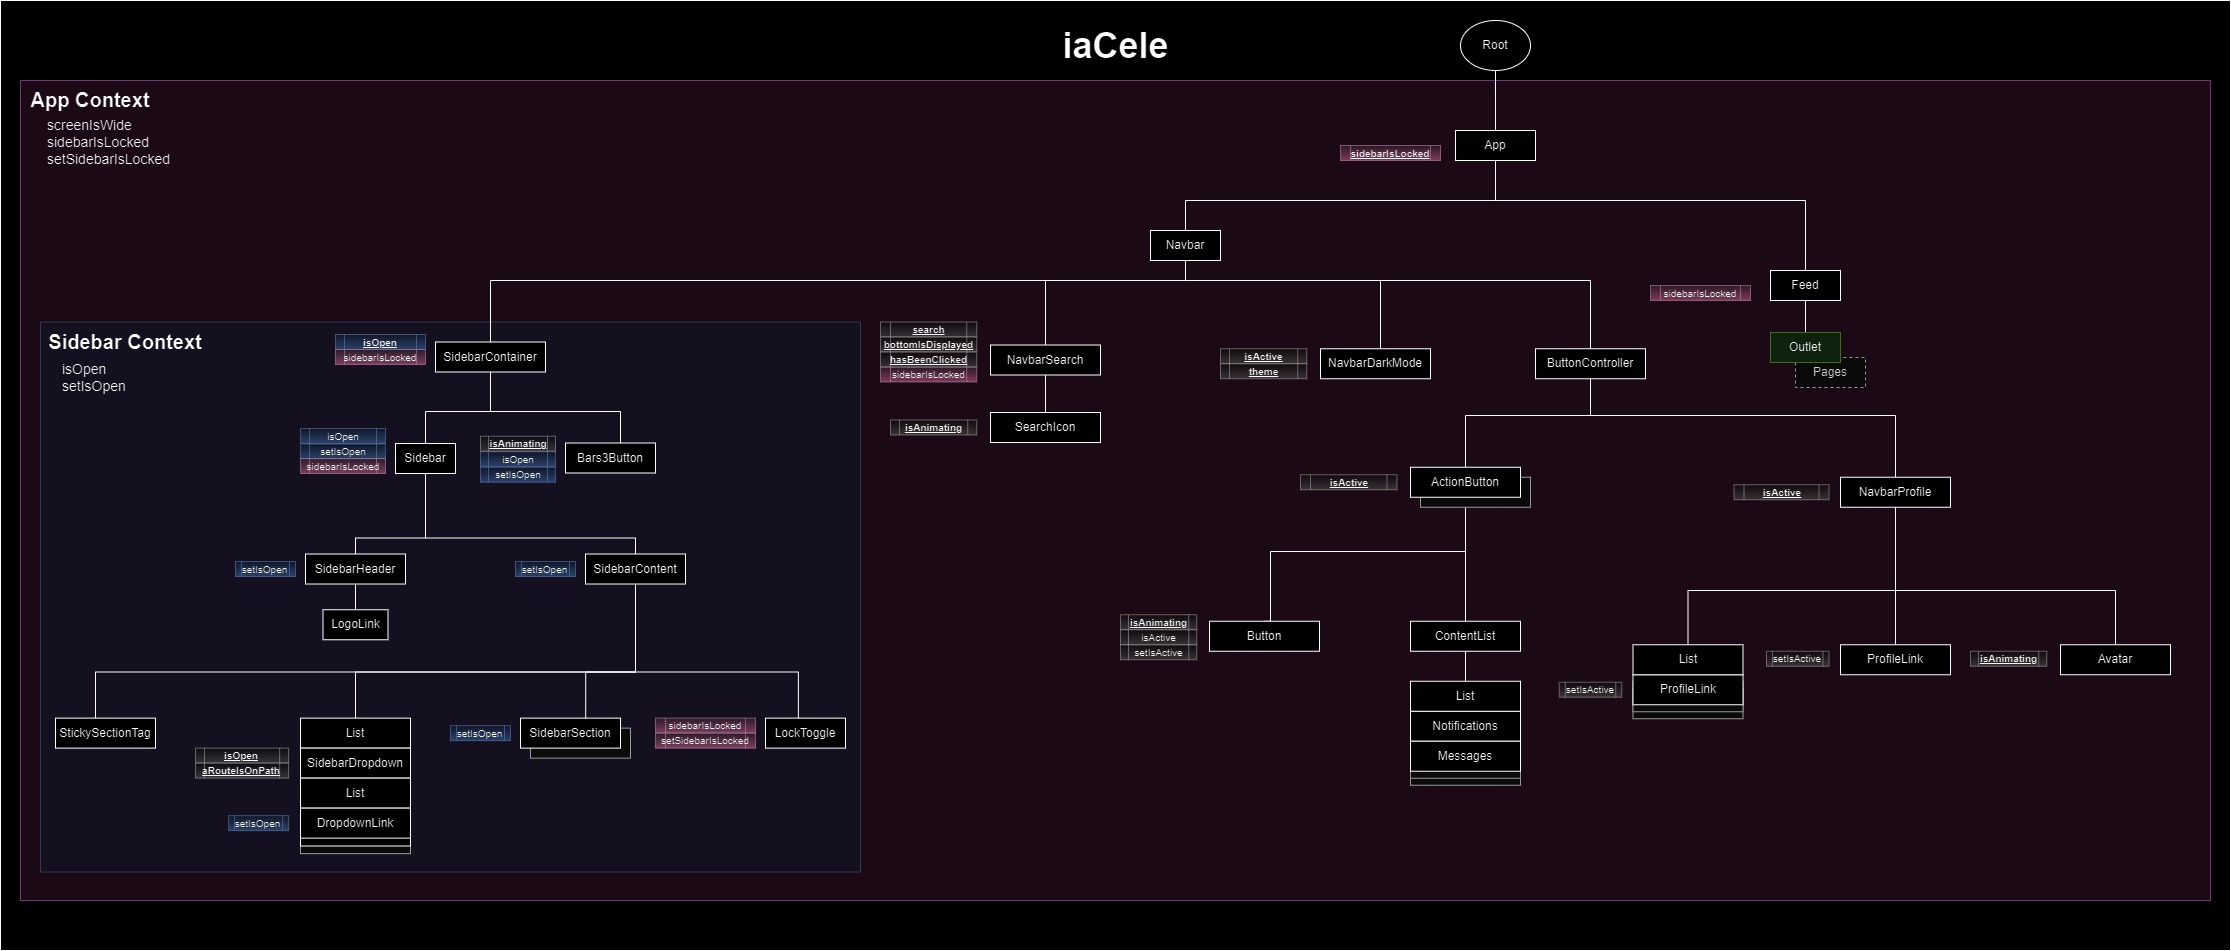 iaCele
Root
App Context
screenIsWide
sidebarIsLocked
setSidebarIsLocked
sidebarIsLocked
App
Navbar
sidebarIsLocked
Feed
Outlet
Pages
Sidebar Context
isOpen
setIsOpen
isOpen
sidebarIsLocked
SidebarContainer
search
bottomIsDisplayed
hasBeenClicked
sidebarIsLocked
NavbarSearch
isActive
theme
NavbarDarkMode
ButtonController
isAnimating
SearchIcon
isOpen
setIsOpen
sidebarIsLocked
Sidebar
isAnimating
isOpen
setIsOpen
Bars3Button
isActive
ActionButton
isActive
NavbarProfile
setIsOpen
SidebarHeader
setIsOpen
SidebarContent
LogoLink
isAnimating
isActive
setIsActive
Button
ContentList
List
Notifications
Messages
List
setIsActive
ProfileLink
setIsActive
ProfileLink
isAnimating
Avatar
StickySectionTag
List
isOpen
aRouteIsOnPath
SidebarDropdown
List
setIsOpen
DropdownLink
setIsOpen
SidebarSection
sidebarIsLocked
setSidebarIsLocked
LockToggle